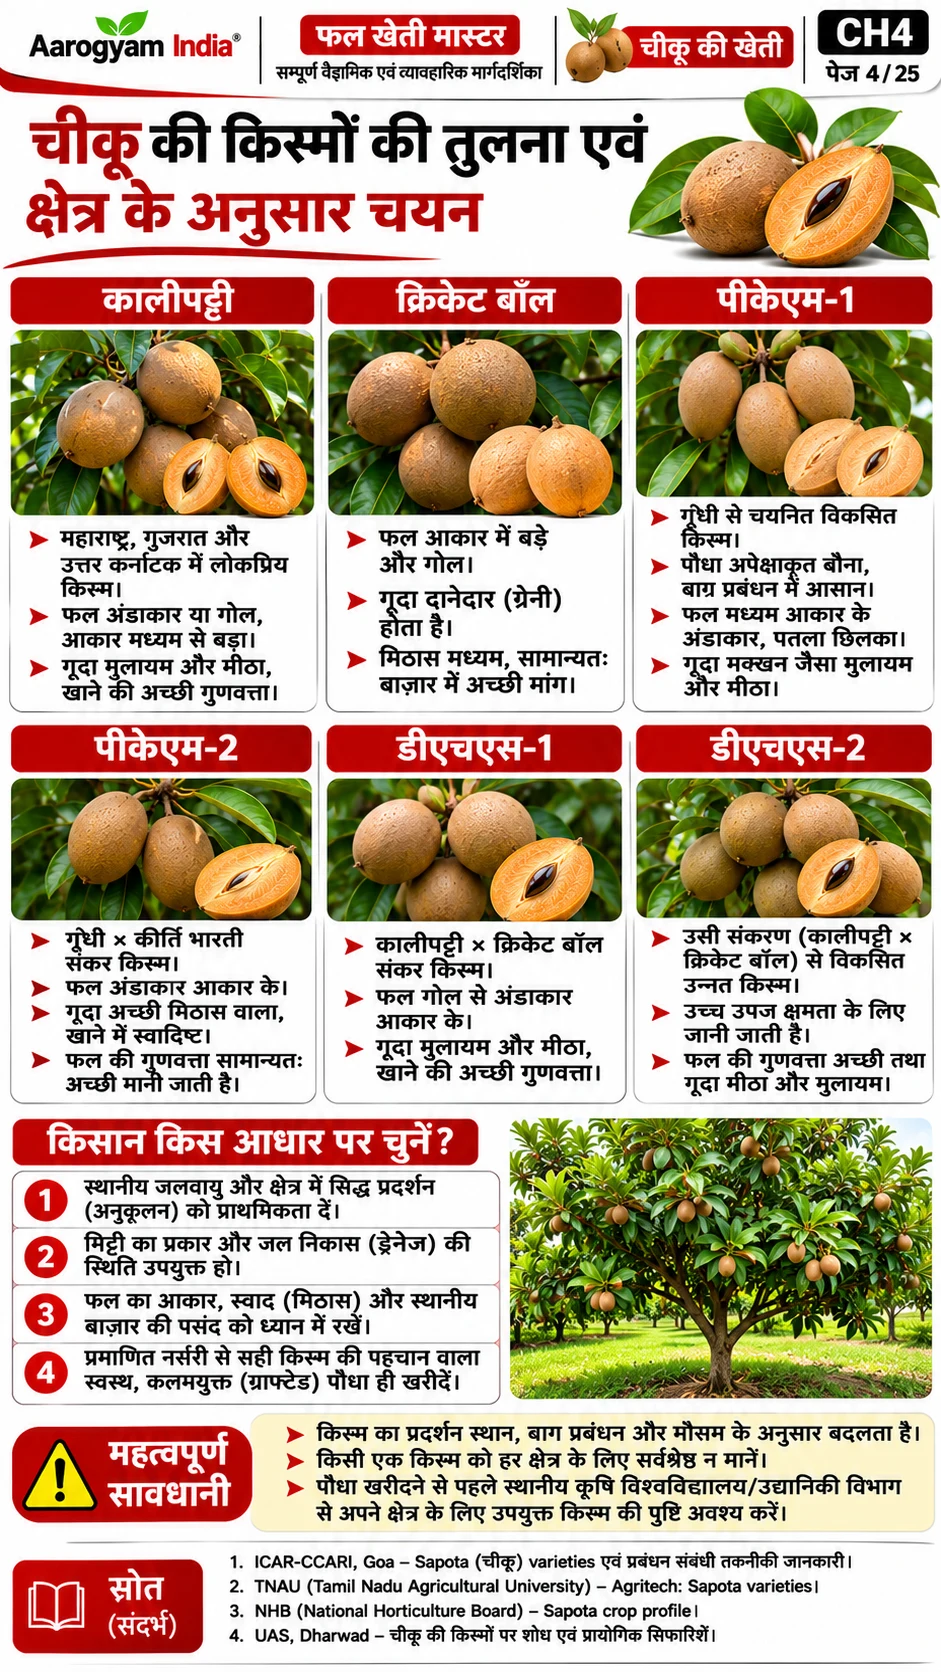 Aarogyam India®
फल खेती मास्टर
सम्पूर्ण वैज्ञामिक एवं व्यावहारिक मार्गदर्शिका
चीकू की खेती
CH4
पेज 4/25
चीकू की किस्मों की तुलना एवं
क्षेत्र के अनुसार चयन
कालीपट्टी
महाराष्ट्र, गुजरात और
उत्तर कर्नाटक में लोकप्रिय
किस्म।
फल अंडाकार या गोल,
आकार मध्यम से बड़ा।
गूदा मुलायम और मीठा,
खाने की अच्छी गुणवत्ता।
क्रिकेट बॉल
फल आकार में बड़े
और गोल।
गूदा दानेदार (ग्रेनी)
होता है।
मिठास मध्यम, सामान्यतः
बाज़ार में अच्छी मांग।
पीकेएम-1
गूंधी से चयनित विकसित
किस्म।
पौधा अपेक्षाकृत बौना,
बाग़ प्रबंधन में आसान।
फल मध्यम आकार के
अंडाकार, पतला छिलका।
गूदा मक्खन जैसा मुलायम
और मीठा।
पीकेएम-2
गूंधी × कीर्ति भारती
संकर किस्म।
फल अंडाकार आकार के।
गूदा अच्छी मिठास वाला,
खाने में स्वादिष्ट।
फल की गुणवत्ता सामान्यतः
अच्छी मानी जाती है।
डीएचएस-1
कालीपट्टी × क्रिकेट बॉल
संकर किस्म।
फल गोल से अंडाकार
आकार के।
गूदा मुलायम और मीठा,
खाने की अच्छी गुणवत्ता।
डीएचएस-2
उसी संकरण (कालीपट्टी ×
क्रिकेट बॉल) से विकसित
उन्नत किस्म।
उच्च उपज क्षमता के लिए
जानी जाती है।
फल की गुणवत्ता अच्छी तथा
गूदा मीठा और मुलायम।
किसान किस आधार पर चुनें?
1 स्थानीय जलवायु और क्षेत्र में सिद्ध प्रदर्शन
(अनुकूलन) को प्राथमिकता दें।
2 मिट्टी का प्रकार और जल निकास (ड्रेनेज) की
स्थिति उपयुक्त हो।
3 फल का आकार, स्वाद (मिठास) और स्थानीय
बाज़ार की पसंद को ध्यान में रखें।
4 प्रमाणित नर्सरी से सही किस्म की पहचान वाला
स्वस्थ, कलमयुक्त (ग्राफ्टेड) पौधा ही खरीदें।
महत्वपूर्ण
सावधानी
किस्म का प्रदर्शन स्थान, बाग प्रबंधन और मौसम के अनुसार बदलता है।
किसी एक किस्म को हर क्षेत्र के लिए सर्वश्रेष्ठ न मानें।
पौधा खरीदने से पहले स्थानीय कृषि विश्वविद्यालय/उद्यानिकी विभाग
से अपने क्षेत्र के लिए उपयुक्त किस्म की पुष्टि अवश्य करें।
स्रोत
(संदर्भ)
1. ICAR-CCARI, Goa – Sapota (चीकू) varieties एवं प्रबंधन संबंधी तकनीकी जानकारी।
2. TNAU (Tamil Nadu Agricultural University) – Agritech: Sapota varieties।
3. NHB (National Horticulture Board) – Sapota crop profile।
4. UAS, Dharwad – चीकू की किस्मों पर शोध एवं प्रायोगिक सिफारिशें।